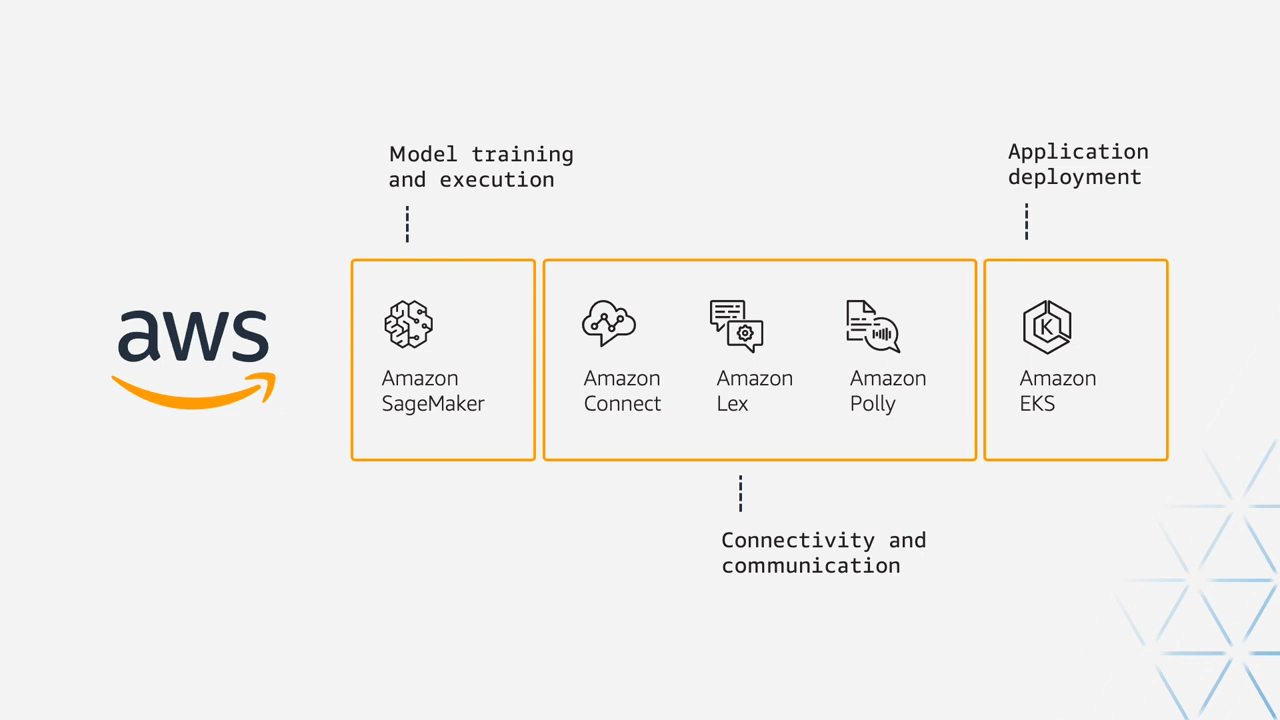 Model training
and execution
Application
deployment
aws
Amazon
SageMaker
Amazon
Connect
Amazon
Lex
Amazon
Polly
K
Amazon
EKS
Connectivity and
communication